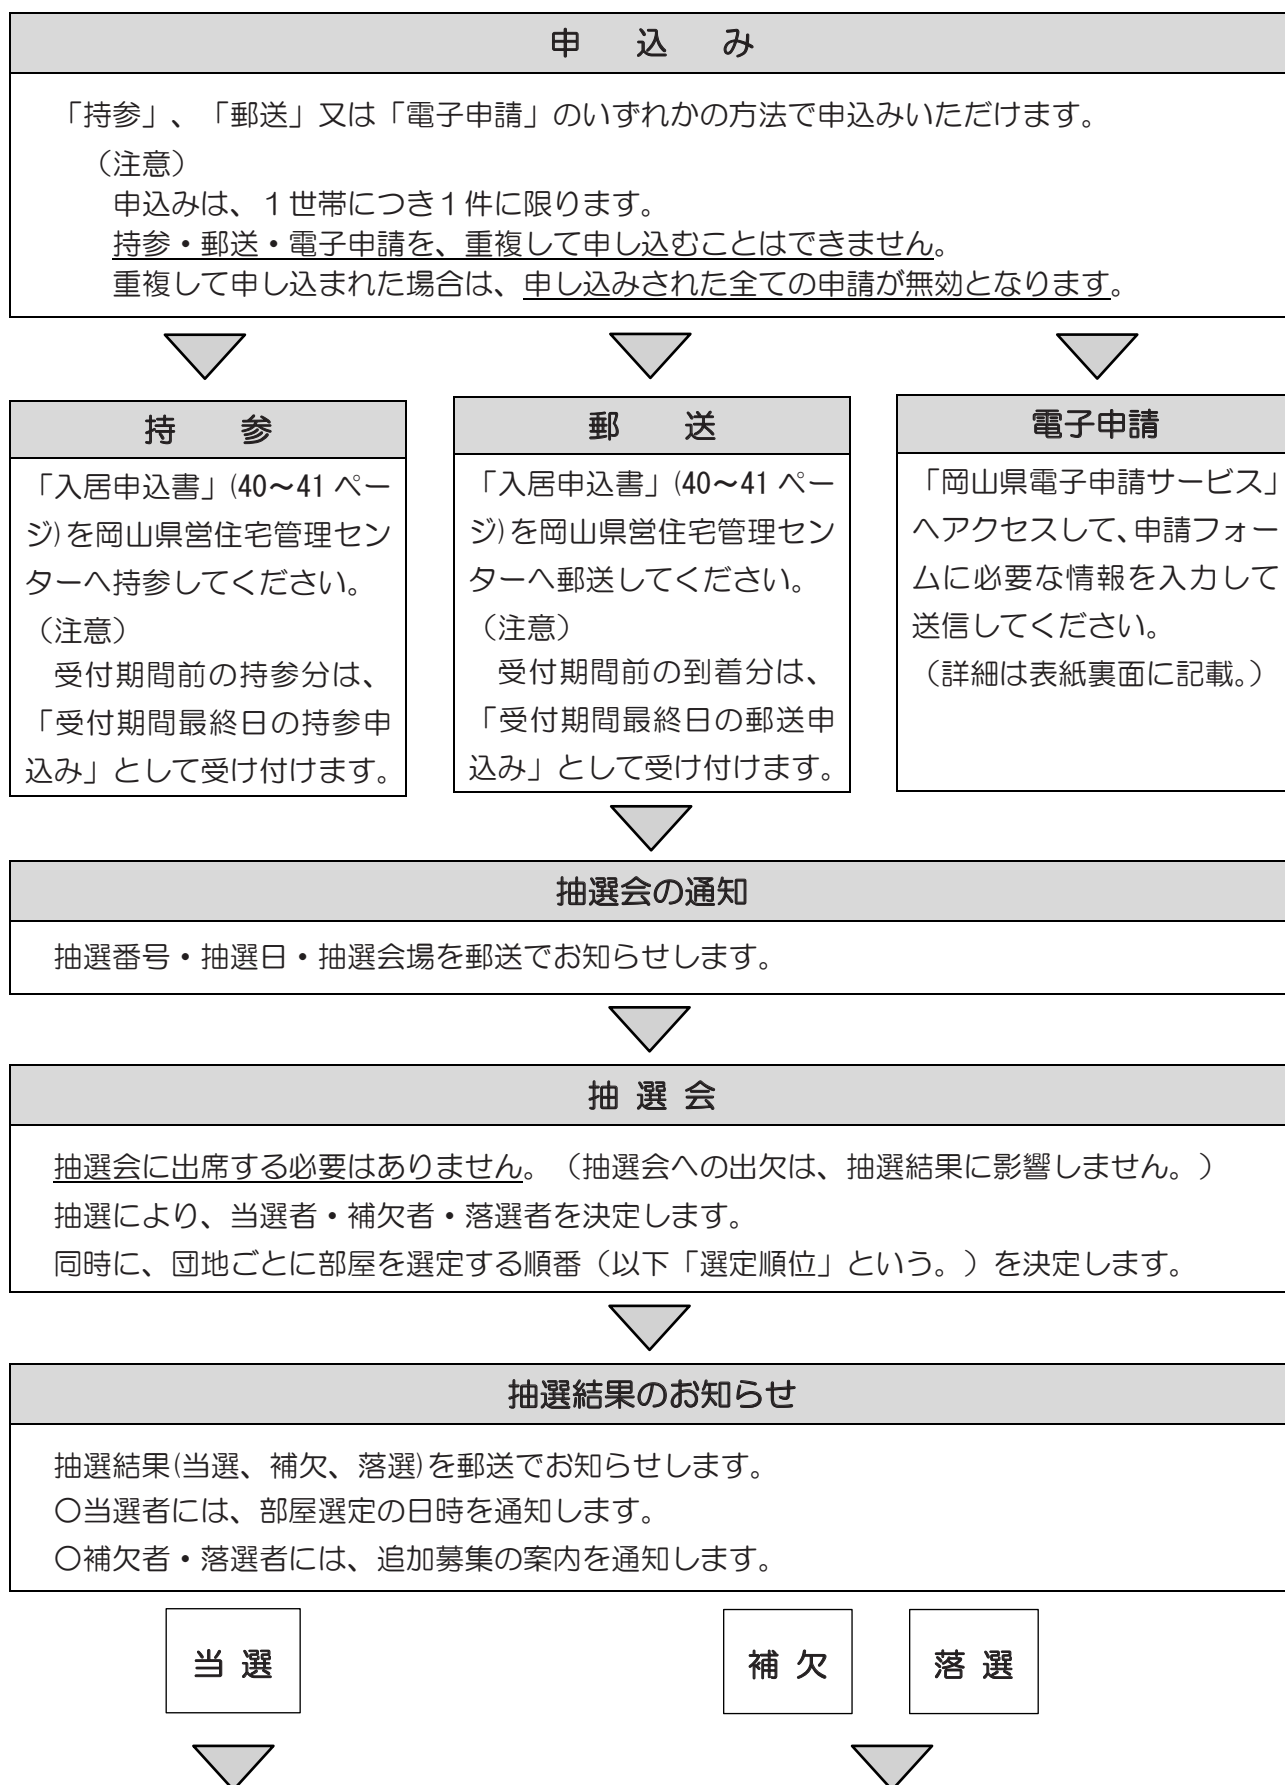 申込み
「持参」、「郵送」又は「電子申請」のいずれかの方法で申込みいただけます。
（注意）
申込みは、１世帯につき１件に限ります。
持参・郵送・電子申請を、重複して申し込むことはできません。
重複して申し込まれた場合は、申し込みされた全ての申請が無効となります。
持参
「入居申込書」(40〜41 ペー
ジ)を岡山県営住宅管理セン
ターへ持参してください。
（注意）
受付期間前の持参分は、
「受付期間最終日の持参申
込み」として受け付けます。
郵送
「入居申込書」(40〜41 ペー
ジ)を岡山県営住宅管理セン
ターへ郵送してください。
（注意）
受付期間前の到着分は、
「受付期間最終日の郵送申
込み」として受け付けます。
電子申請
「岡山県電子申請サービス」
へアクセスして、申請フォー
ムに必要な情報を入力して
送信してください。
（詳細は表紙裏面に記載。）
抽選会の通知
抽選番号・抽選日・抽選会場を郵送でお知らせします。
抽選会
抽選会に出席する必要はありません。（抽選会への出欠は、抽選結果に影響しません。）
抽選により、当選者・補欠者・落選者を決定します。
同時に、団地ごとに部屋を選定する順番（以下「選定順位」という。）を決定します。
抽選結果のお知らせ
抽選結果(当選、補欠、落選)を郵送でお知らせします。
〇当選者には、部屋選定の日時を通知します。
〇補欠者・落選者には、追加募集の案内を通知します。
当選
補欠
落選